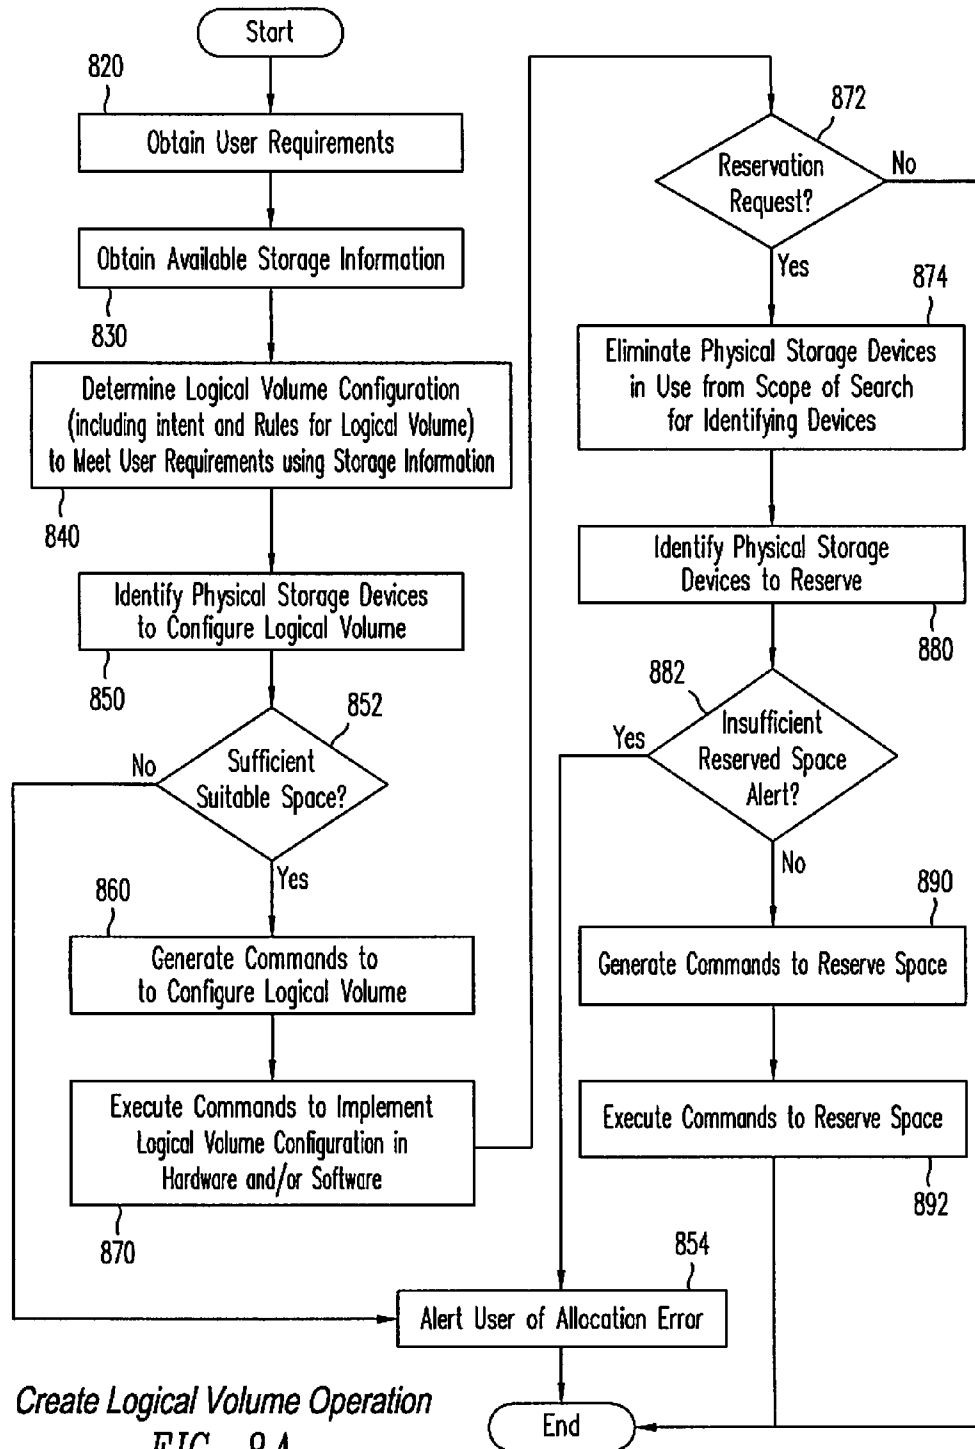 Start
820
Obtain User Requirements
Obtain Available Storage Information
830
Determine Logical Volume Configuration
(including intent and Rules for Logical Volume)
to Meet User Requirements using Storage Information
840
Identify Physical Storage Devices
to Configure Logical Volume
850
852
Sufficient
Suitable Space?
No
Yes
860
Generate Commands to
to Configure Logical Volume
Execute Commands to Implement
Logical Volume Configuration in
Hardware and/or Software
870
872
Reservation
Request?
No
Yes
874
Eliminate Physical Storage Devices
in Use from Scope of Search
for Identifying Devices
Identify Physical Storage
Devices to Reserve
880
882
Insufficient
Reserved Space
Alert?
Yes
No
890
Generate Commands to Reserve Space
Execute Commands to Reserve Space
892
854
Alert User of Allocation Error
End
Create Logical Volume Operation
FIG. 8A